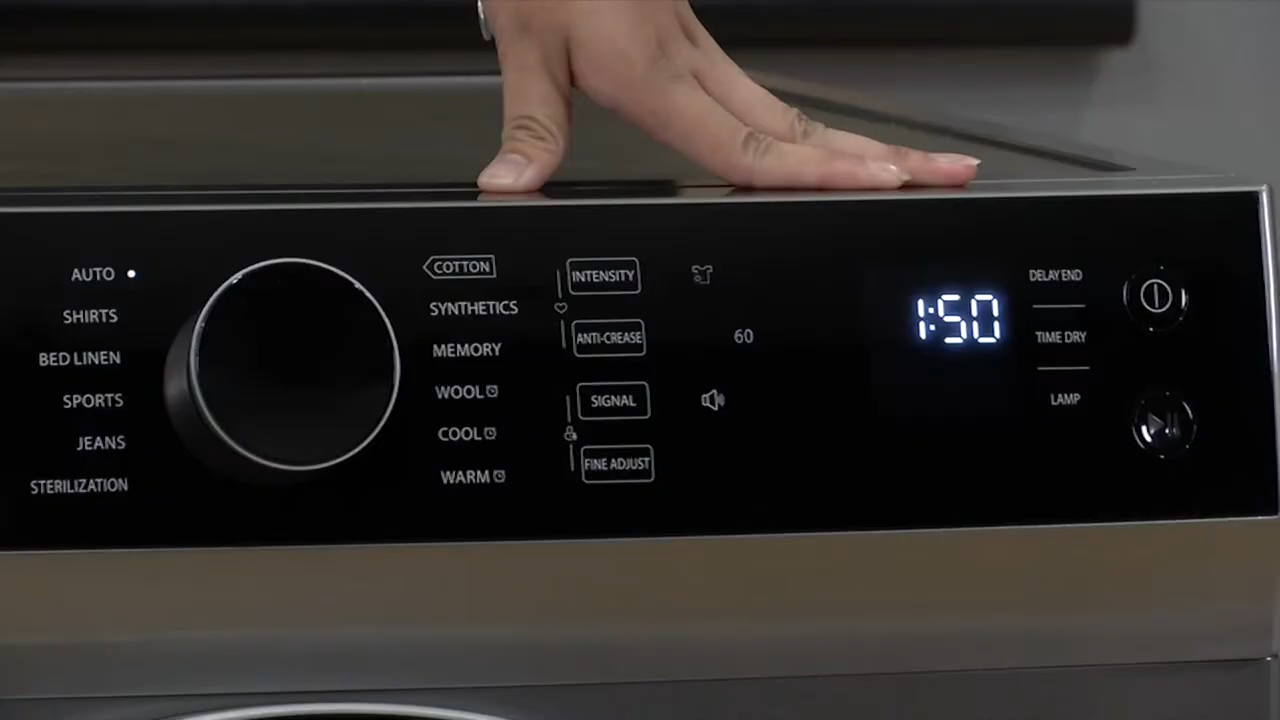 AUTO
SHIRTS
BED LINEN
SPORTS
JEANS
STERILIZATION
COTTON
SYNTHETICS
MEMORY
WOOL
COOL
WARM
INTENSITY
ANTI-CREASE
SIGNAL
FINE ADJUST
60
1:50
DELAY END
TIME DRY
LAMP